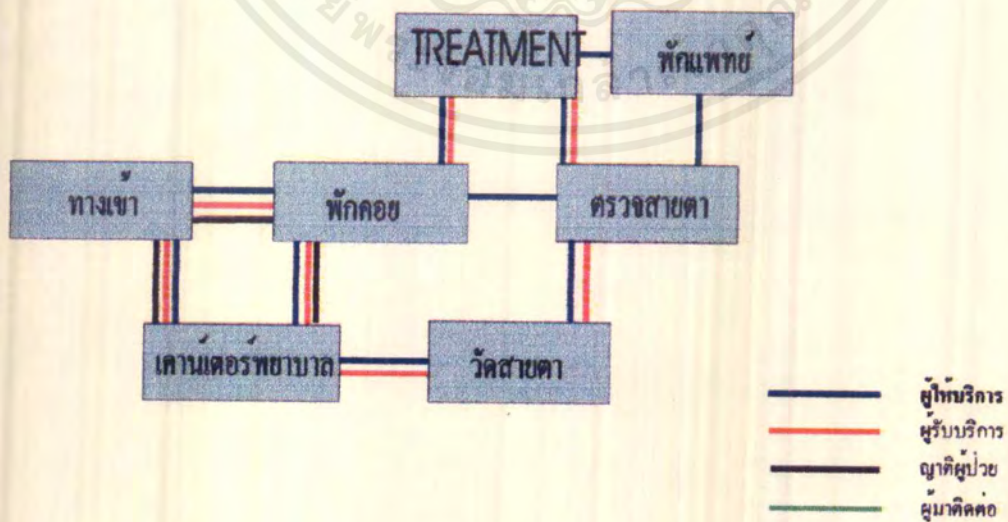 TREATMENT
พักแพทย์
ทางเข้า
พักคอย
ตรวจสายตา
เคาน์เตอร์พยาบาล
วัดสายตา
ผู้ให้บริการ
ผู้รับบริการ
ญาติผู้ป่วย
ผู้มาติดต่อ